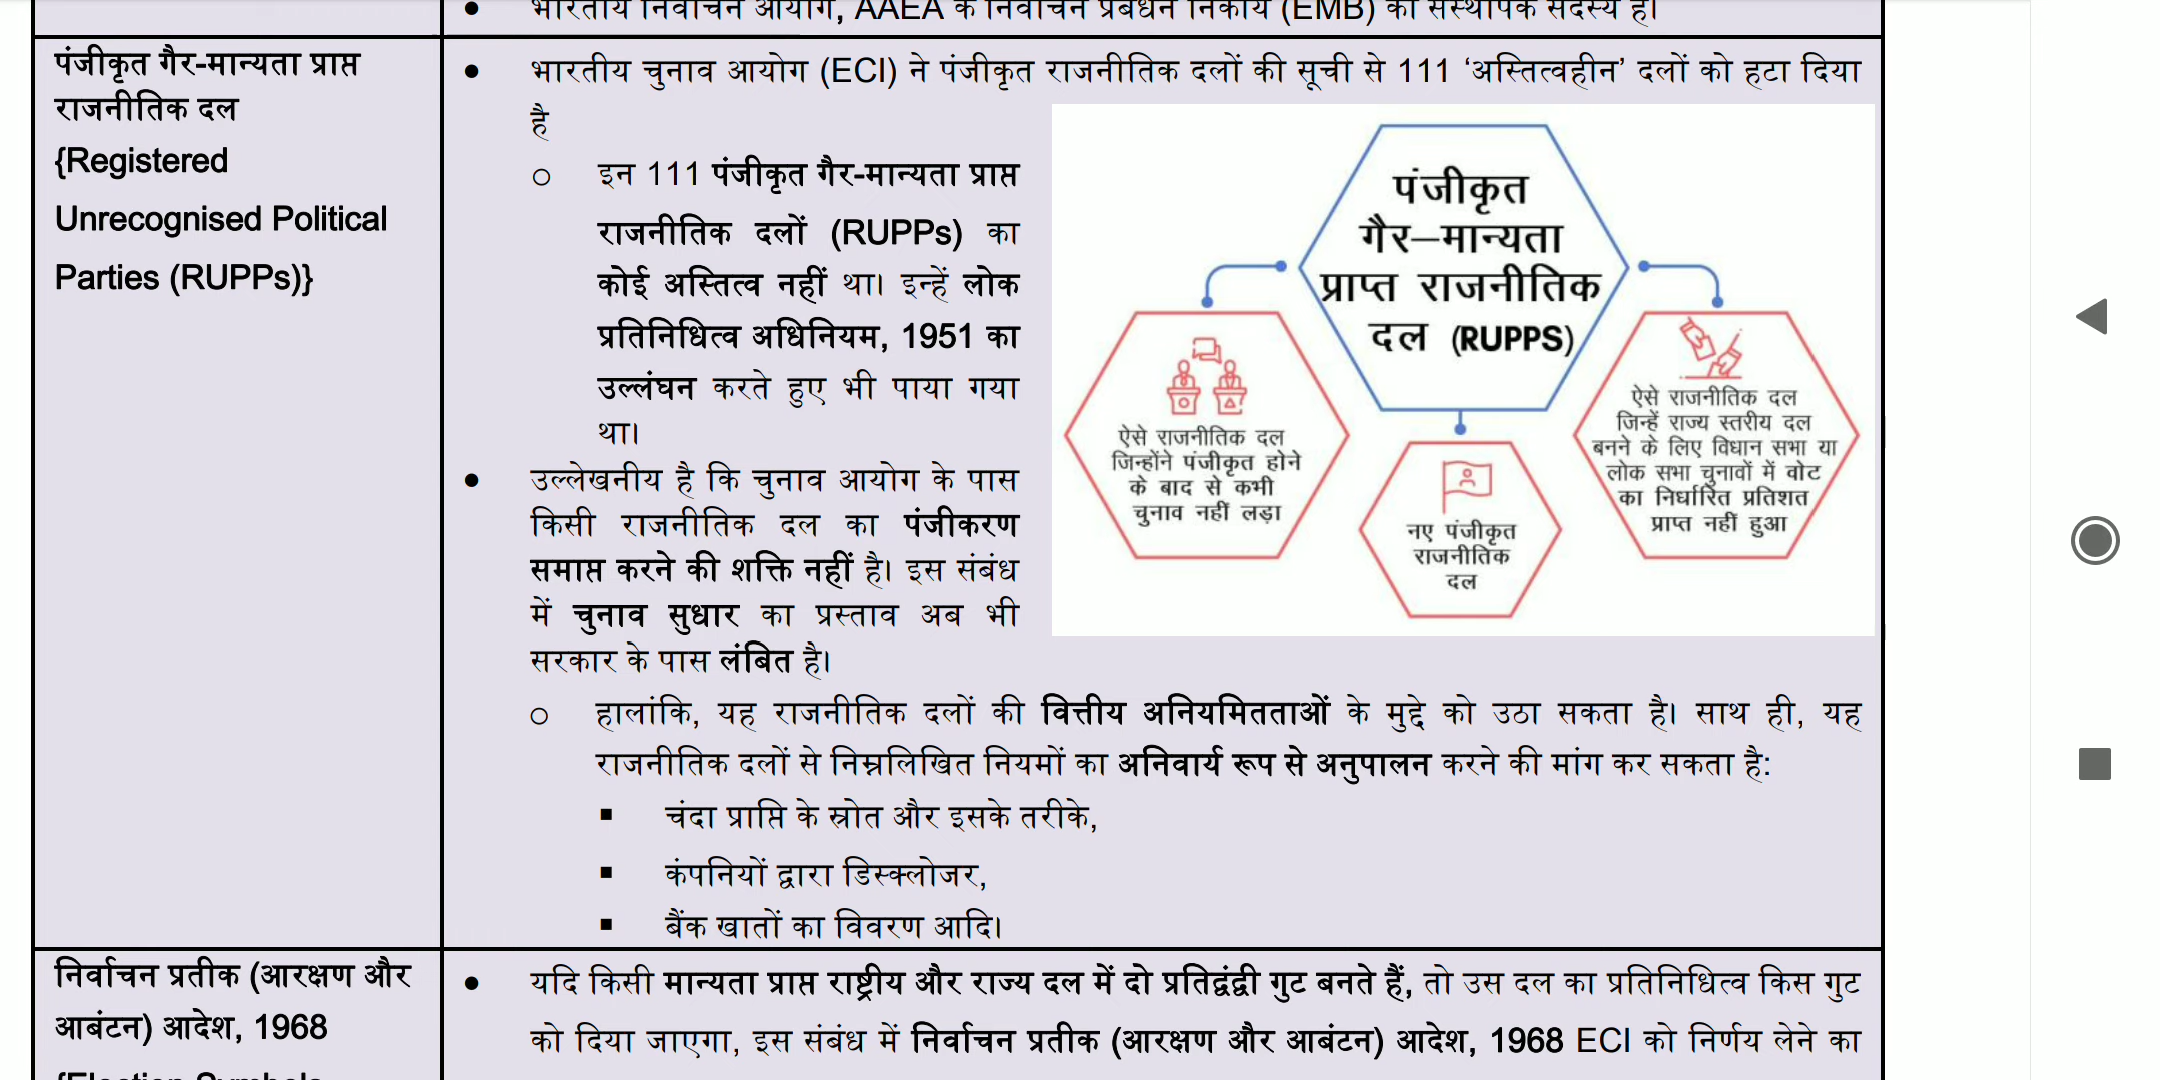 भारतीय निर्वाचन आयोग, AAEA के निर्वाचन प्रबंधन निकाय (EMB) का संस्थापक सदस्य है।
पंजीकृत गैर-मान्यता प्राप्त
राजनीतिक दल
{Registered
Unrecognised Political
Parties (RUPPs)}
भारतीय चुनाव आयोग (ECI) ने पंजीकृत राजनीतिक दलों की सूची से 111 ‘अस्तित्वहीन’ दलों को हटा दिया
है
इन 111 पंजीकृत गैर-मान्यता प्राप्त
राजनीतिक दलों (RUPPs) का
कोई अस्तित्व नहीं था। इन्हें लोक
प्रतिनिधित्व अधिनियम, 1951 का
उल्लंघन करते हुए भी पाया गया
था।
उल्लेखनीय है कि चुनाव आयोग के पास
किसी राजनीतिक दल का पंजीकरण
समाप्त करने की शक्ति नहीं है। इस संबंध
में चुनाव सुधार का प्रस्ताव अब भी
सरकार के पास लंबित है।
पंजीकृत
गैर–मान्यता
प्राप्त राजनीतिक
दल (RUPPS)
ऐसे राजनीतिक दल
जिन्होंने पंजीकृत होने
के बाद से कभी
चुनाव नहीं लड़ा
नए पंजीकृत
राजनीतिक
दल
ऐसे राजनीतिक दल
जिन्हें राज्य स्तरीय दल
बनने के लिए विधान सभा या
लोक सभा चुनावों में वोट
का निर्धारित प्रतिशत
प्राप्त नहीं हुआ
हालांकि, यह राजनीतिक दलों की वित्तीय अनियमितताओं के मुद्दे को उठा सकता है। साथ ही, यह
राजनीतिक दलों से निम्नलिखित नियमों का अनिवार्य रूप से अनुपालन करने की मांग कर सकता है:
चंदा प्राप्ति के स्रोत और इसके तरीके,
कंपनियों द्वारा डिस्क्लोजर,
बैंक खातों का विवरण आदि।
निर्वाचन प्रतीक (आरक्षण और
आबंटन) आदेश, 1968
{Election Symbols
यदि किसी मान्यता प्राप्त राष्ट्रीय और राज्य दल में दो प्रतिद्वंद्वी गुट बनते हैं, तो उस दल का प्रतिनिधित्व किस गुट
को दिया जाएगा, इस संबंध में निर्वाचन प्रतीक (आरक्षण और आबंटन) आदेश, 1968 ECI को निर्णय लेने का